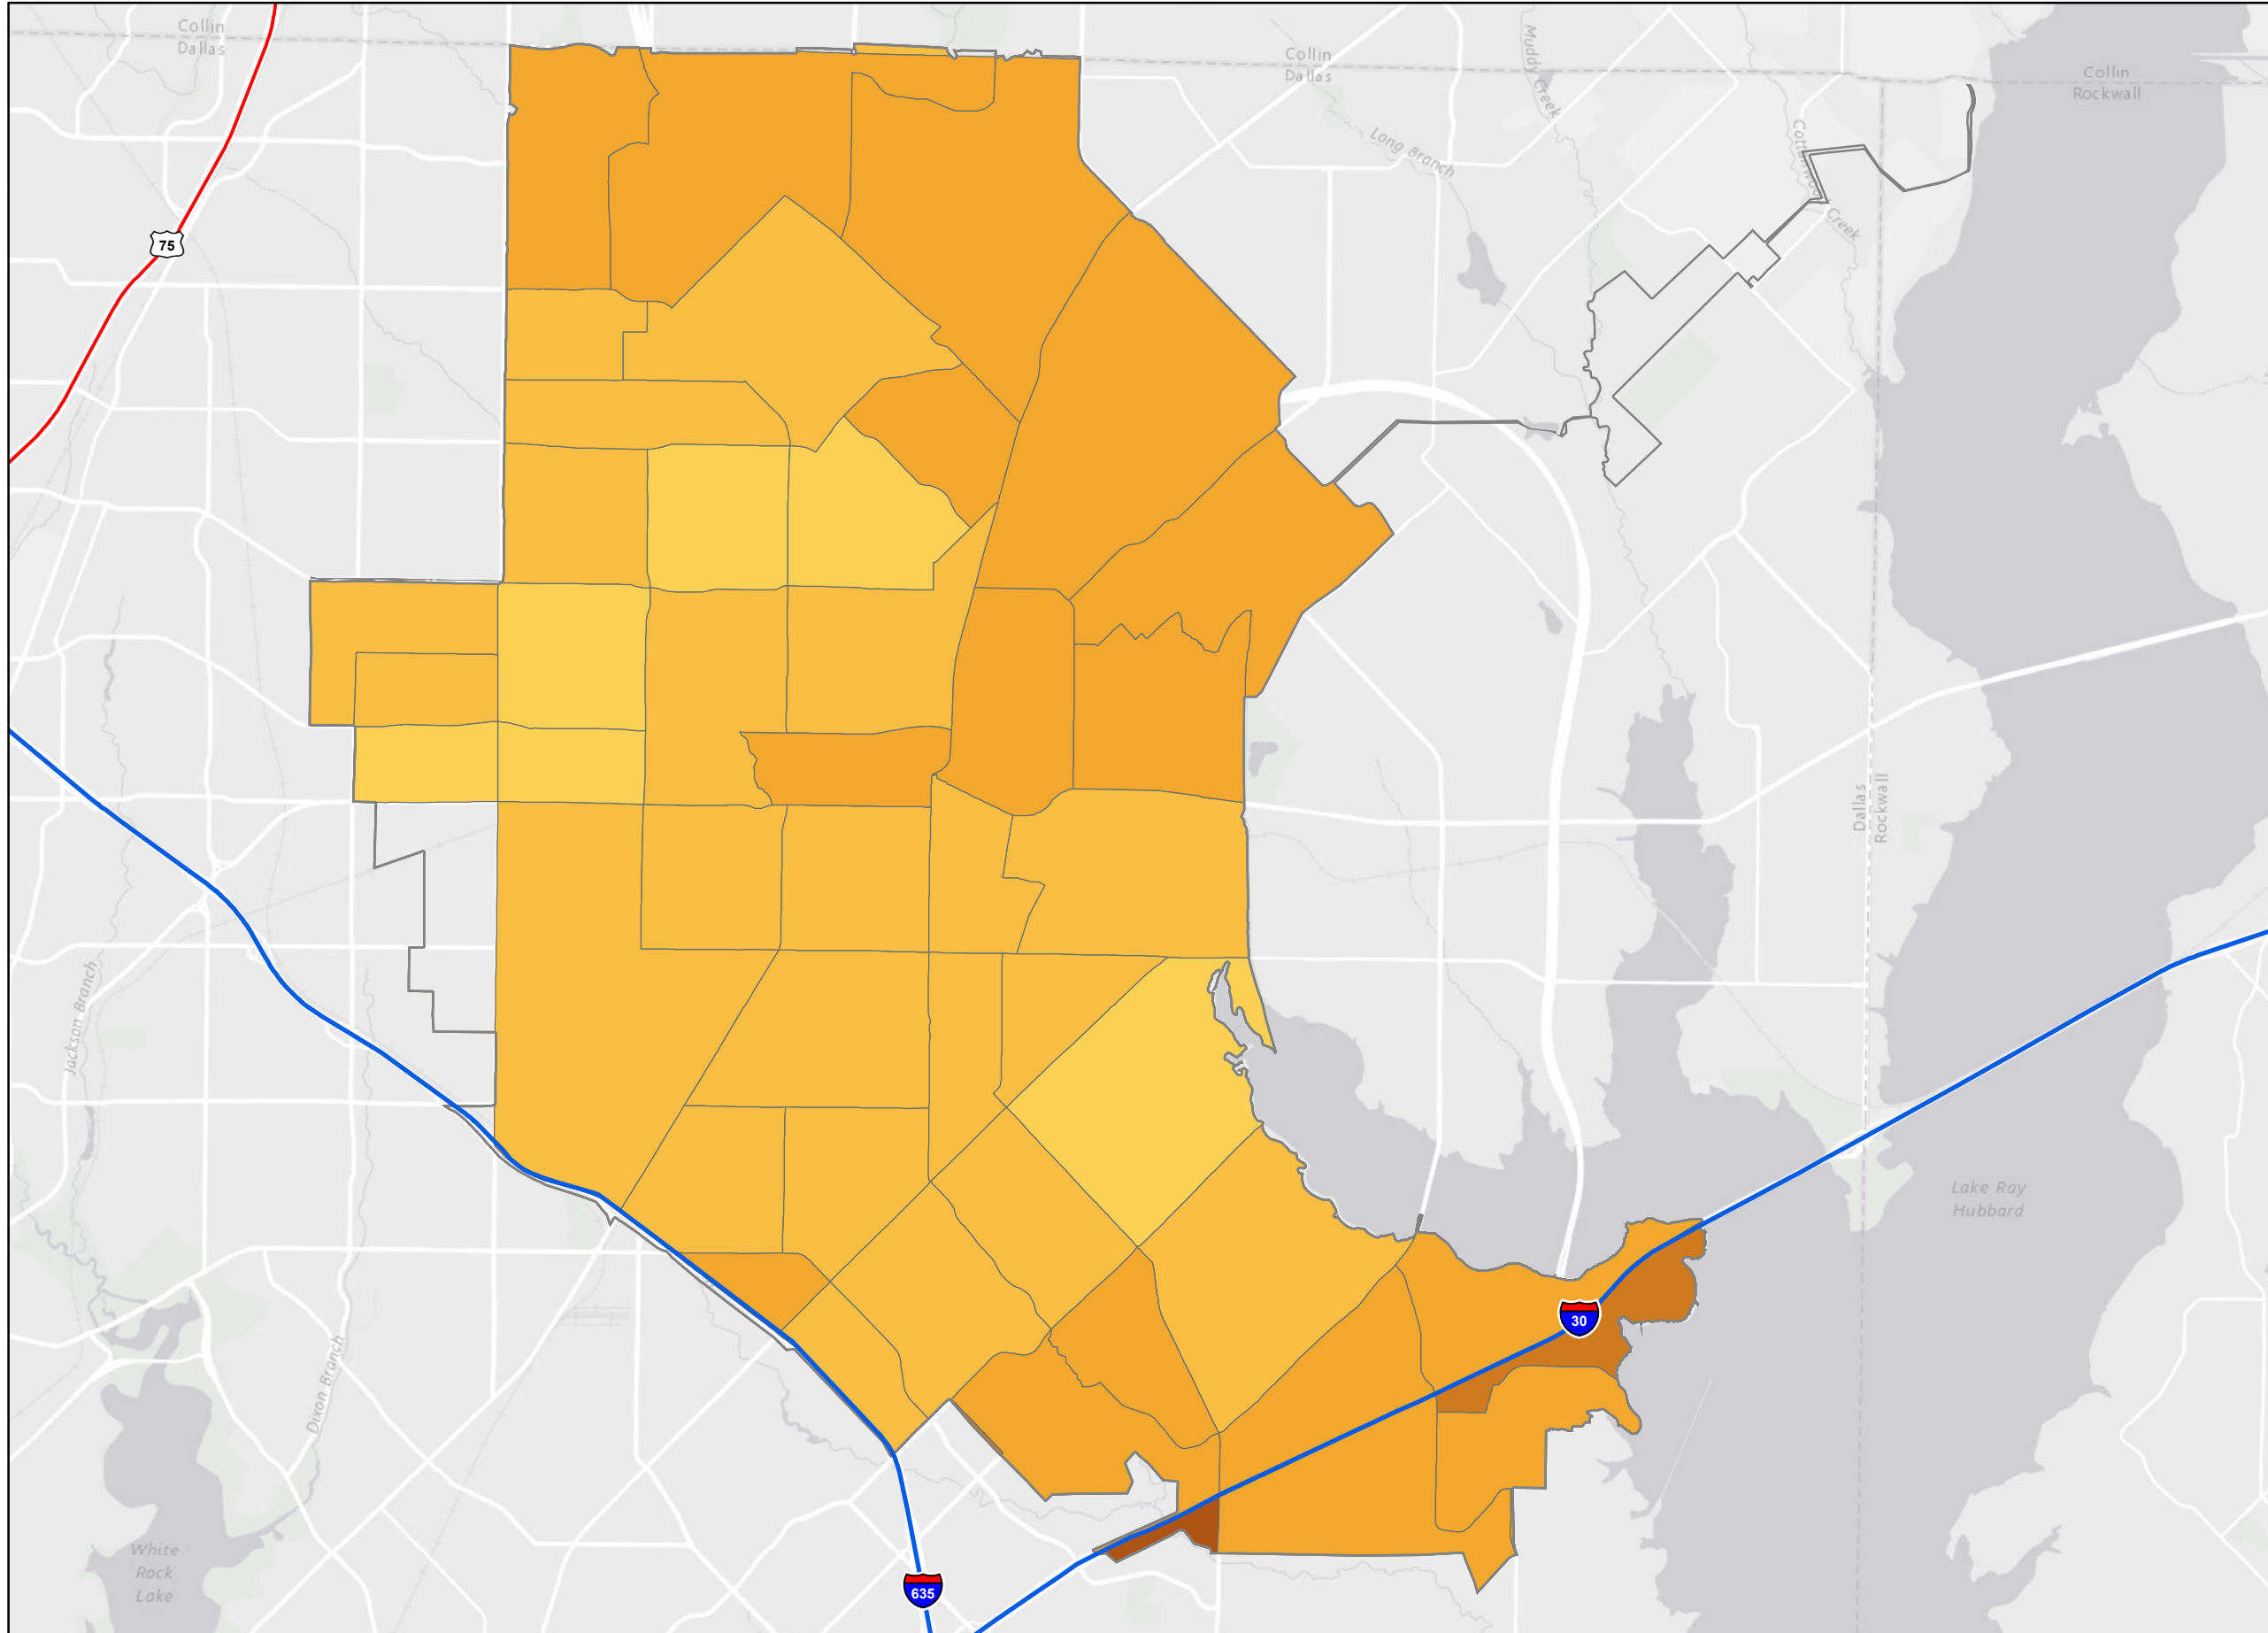 Collin
Dallas
Collin
Dallas
Muddy Creek
Collin
Rockwall
Long Branch
Cottonwood
Creek
75
Dallas
Rockwall
Jackson Branch
Lake Ray
Hubbard
30
Dixon Branch
White
Rock
Lake
635